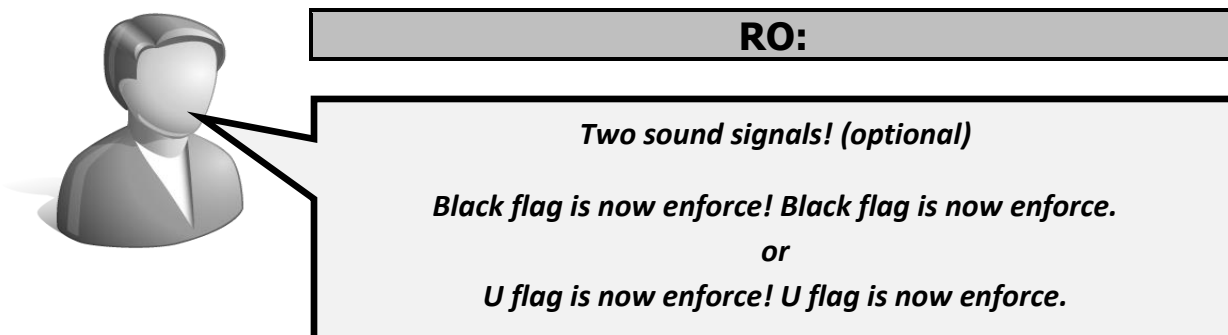 RO:
Two sound signals! (optional)
Black flag is now enforce! Black flag is now enforce.
or
U flag is now enforce! U flag is now enforce.